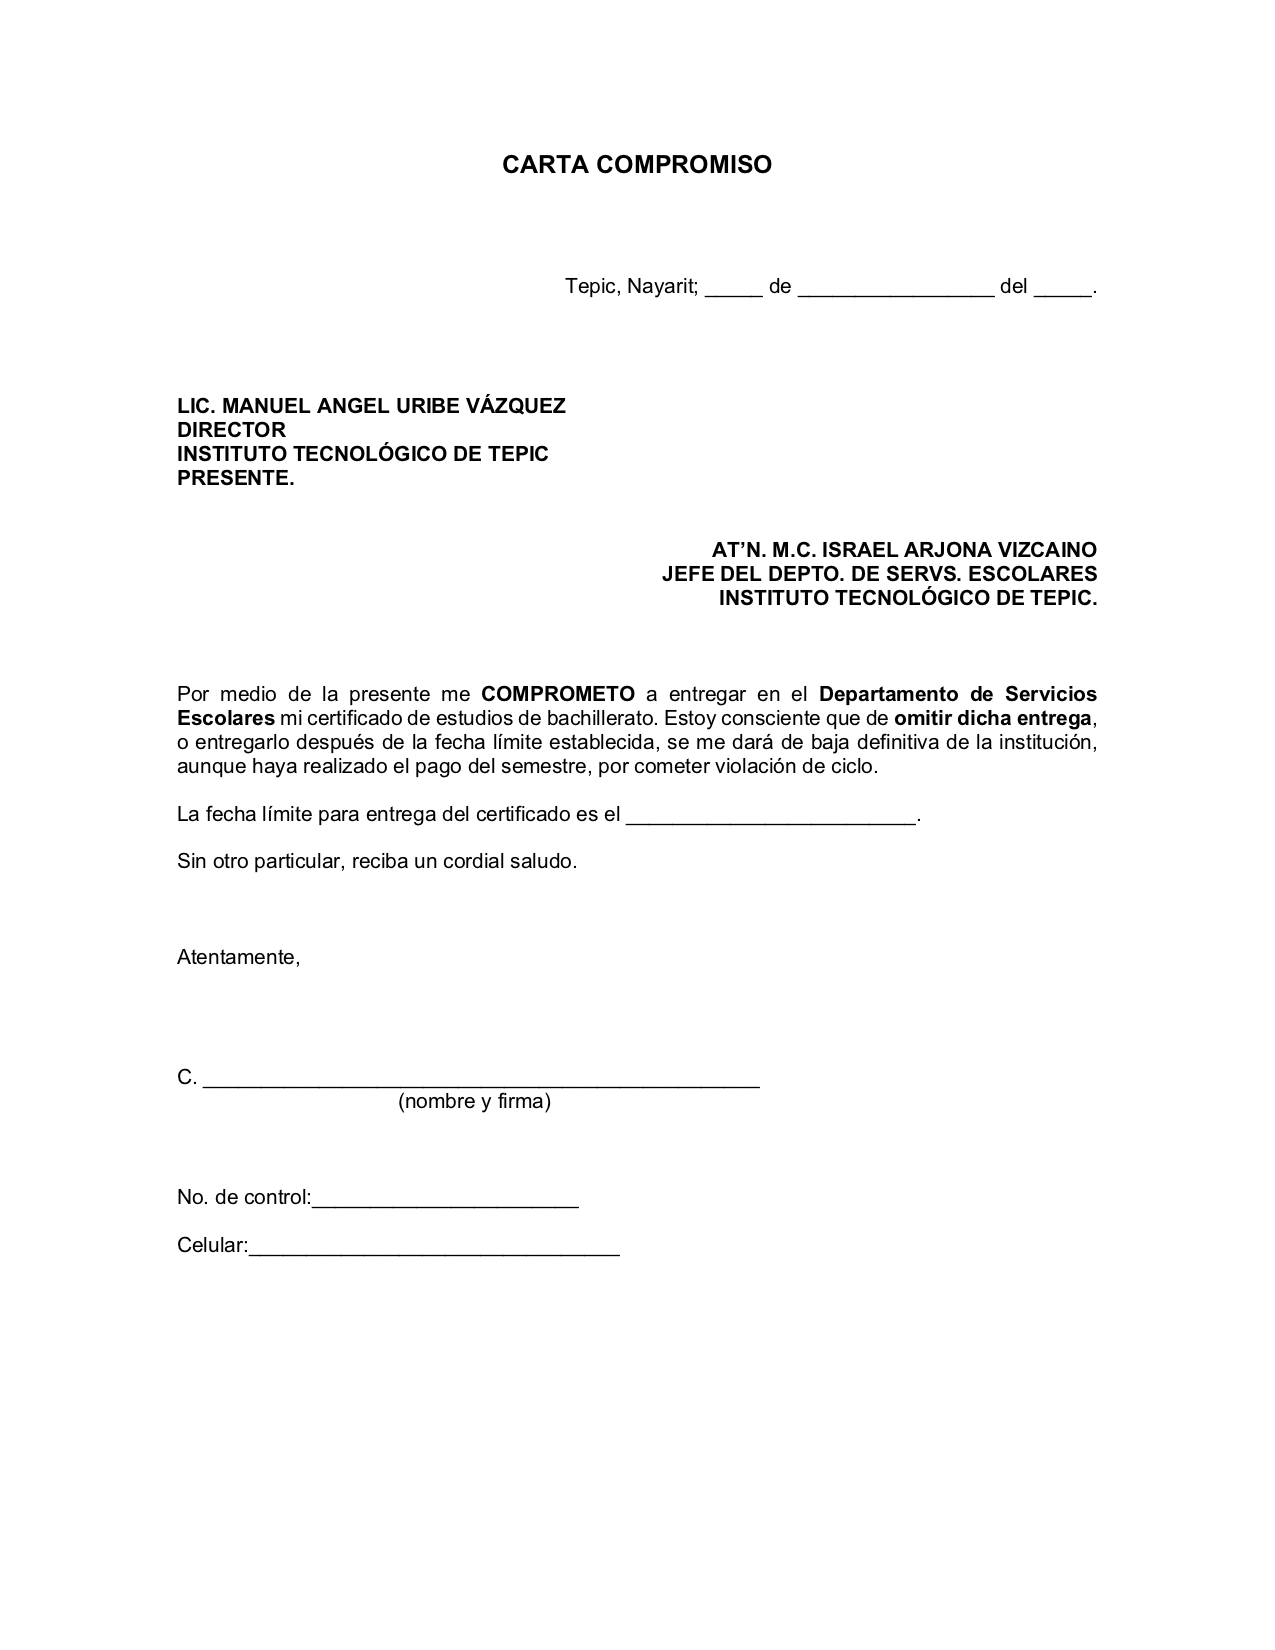 CARTA COMPROMISO
Tepic, Nayarit; _____ de _________________ del _____.
LIC. MANUEL ANGEL URIBE VÁZQUEZ
DIRECTOR
INSTITUTO TECNOLÓGICO DE TEPIC
PRESENTE.
AT’N. M.C. ISRAEL ARJONA VIZCAINO
JEFE DEL DEPTO. DE SERVS. ESCOLARES
INSTITUTO TECNOLÓGICO DE TEPIC.
Por medio de la presente me COMPROMETO a entregar en el Departamento de Servicios
Escolares mi certificado de estudios de bachillerato. Estoy consciente que de omitir dicha entrega,
o entregarlo después de la fecha límite establecida, se me dará de baja definitiva de la institución,
aunque haya realizado el pago del semestre, por cometer violación de ciclo.
La fecha límite para entrega del certificado es el _________________________.
Sin otro particular, reciba un cordial saludo.
Atentamente,
C. ________________________________________________
(nombre y firma)
No. de control:_______________________
Celular:________________________________